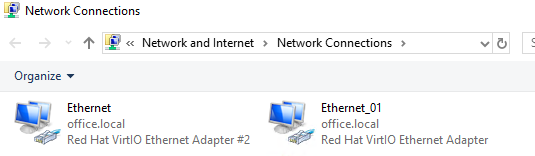 Network Connections
« Network and Internet > Network Connections >
Organize
Ethernet
office.local
Red Hat VirtIO Ethernet Adapter #2
Ethernet_01
office.local
Red Hat VirtIO Ethernet Adapter